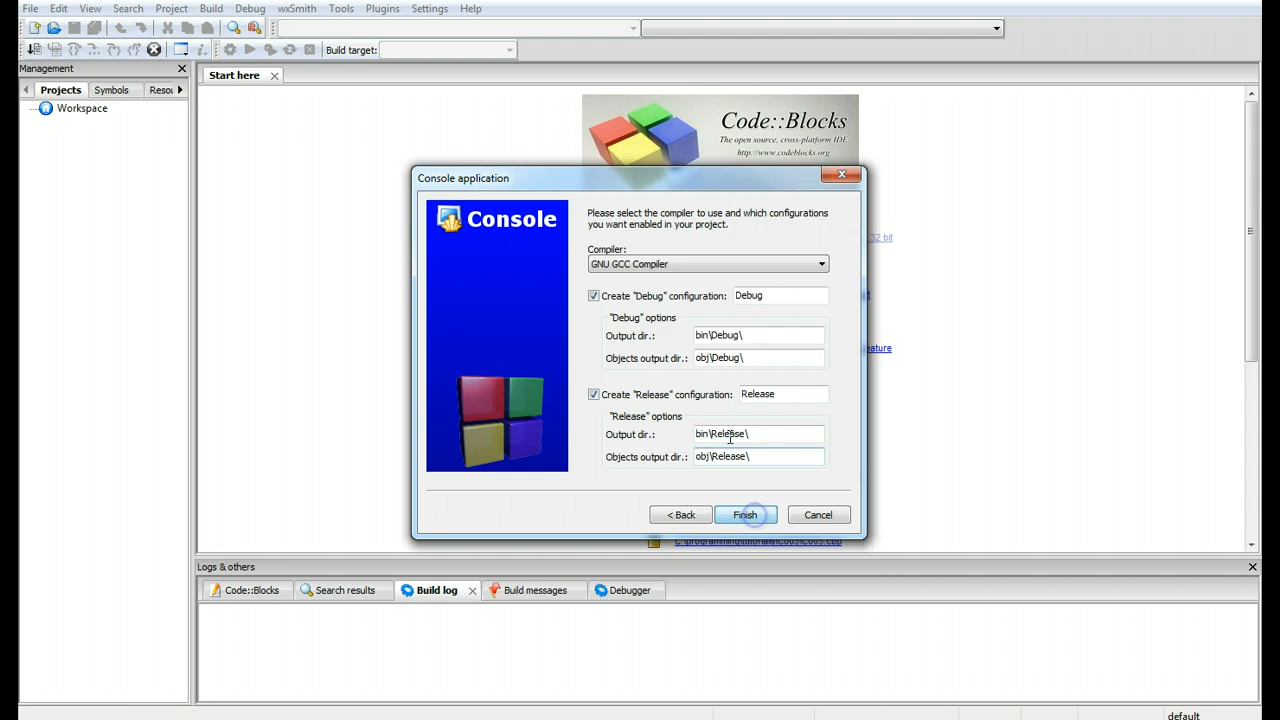 File Edit View Search Project Build Debug wxSmith Tools Plugins Settings Help
Build target:
Management
Start here
Projects Symbols
Workspace
Code::Blocks
The open source, cross-platform IDE
http://www.codeblocks.org
Console application
Console
Please select the compiler to use and which configurations
you want enabled in your project.
32 bit
Compiler:
GNU GCC Compiler
Create "Debug" configuration: Debug
"Debug" options
Output dir.: bin\Debug\
eature
Objects output dir.: obj\Debug\
Create "Release" configuration: Release
"Release" options
Output dir.: bin\Release\
Objects output dir.: obj\Release\
< Back Finish Cancel
Logs & others
Code::Blocks Search results Build log Build messages Debugger
default